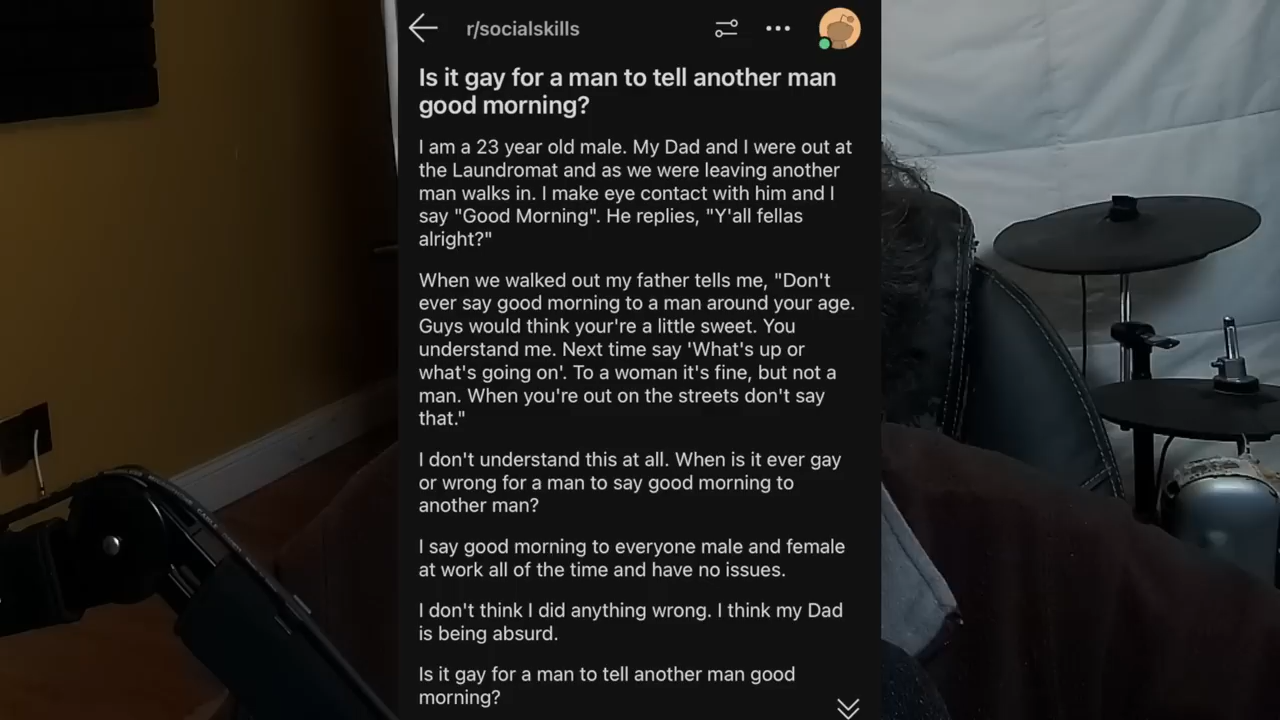 r/socialskills
Is it gay for a man to tell another man
good morning?
I am a 23 year old male. My Dad and I were out at
the Laundromat and as we were leaving another
man walks in. I make eye contact with him and I
say "Good Morning". He replies, "Y'all fellas
alright?"
When we walked out my father tells me, "Don't
ever say good morning to a man around your age.
Guys would think your're a little sweet. You
understand me. Next time say 'What's up or
what's going on'. To a woman it's fine, but not a
man. When you're out on the streets don't say
that."
I don't understand this at all. When is it ever gay
or wrong for a man to say good morning to
another man?
I say good morning to everyone male and female
at work all of the time and have no issues.
I don't think I did anything wrong. I think my Dad
is being absurd.
Is it gay for a man to tell another man good
morning?